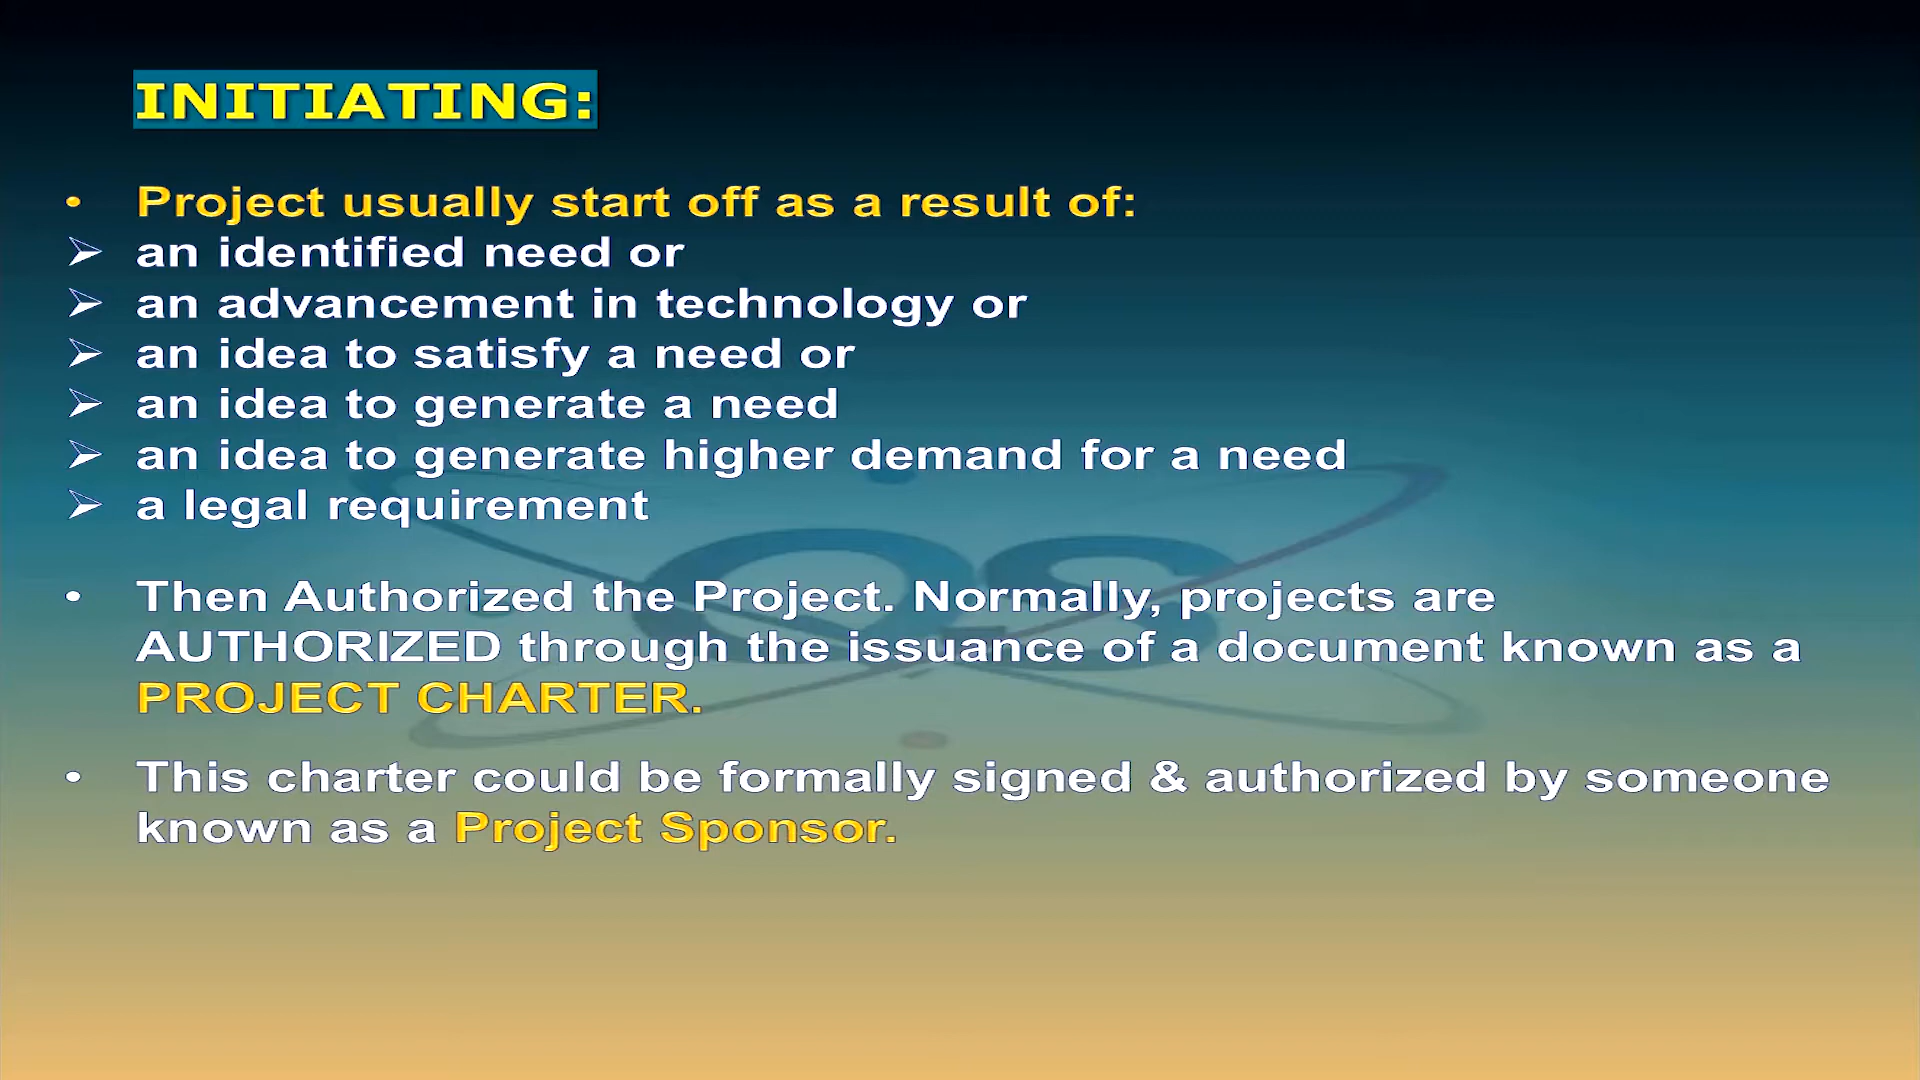 INITIATING:
• Project usually start off as a result of:
➢ an identified need or
➢ an advancement in technology or
➢ an idea to satisfy a need or
➢ an idea to generate a need
➢ an idea to generate higher demand for a need
➢ a legal requirement
• Then Authorized the Project. Normally, projects are
AUTHORIZED through the issuance of a document known as a
PROJECT CHARTER.
• This charter could be formally signed & authorized by someone
known as a Project Sponsor.
QS